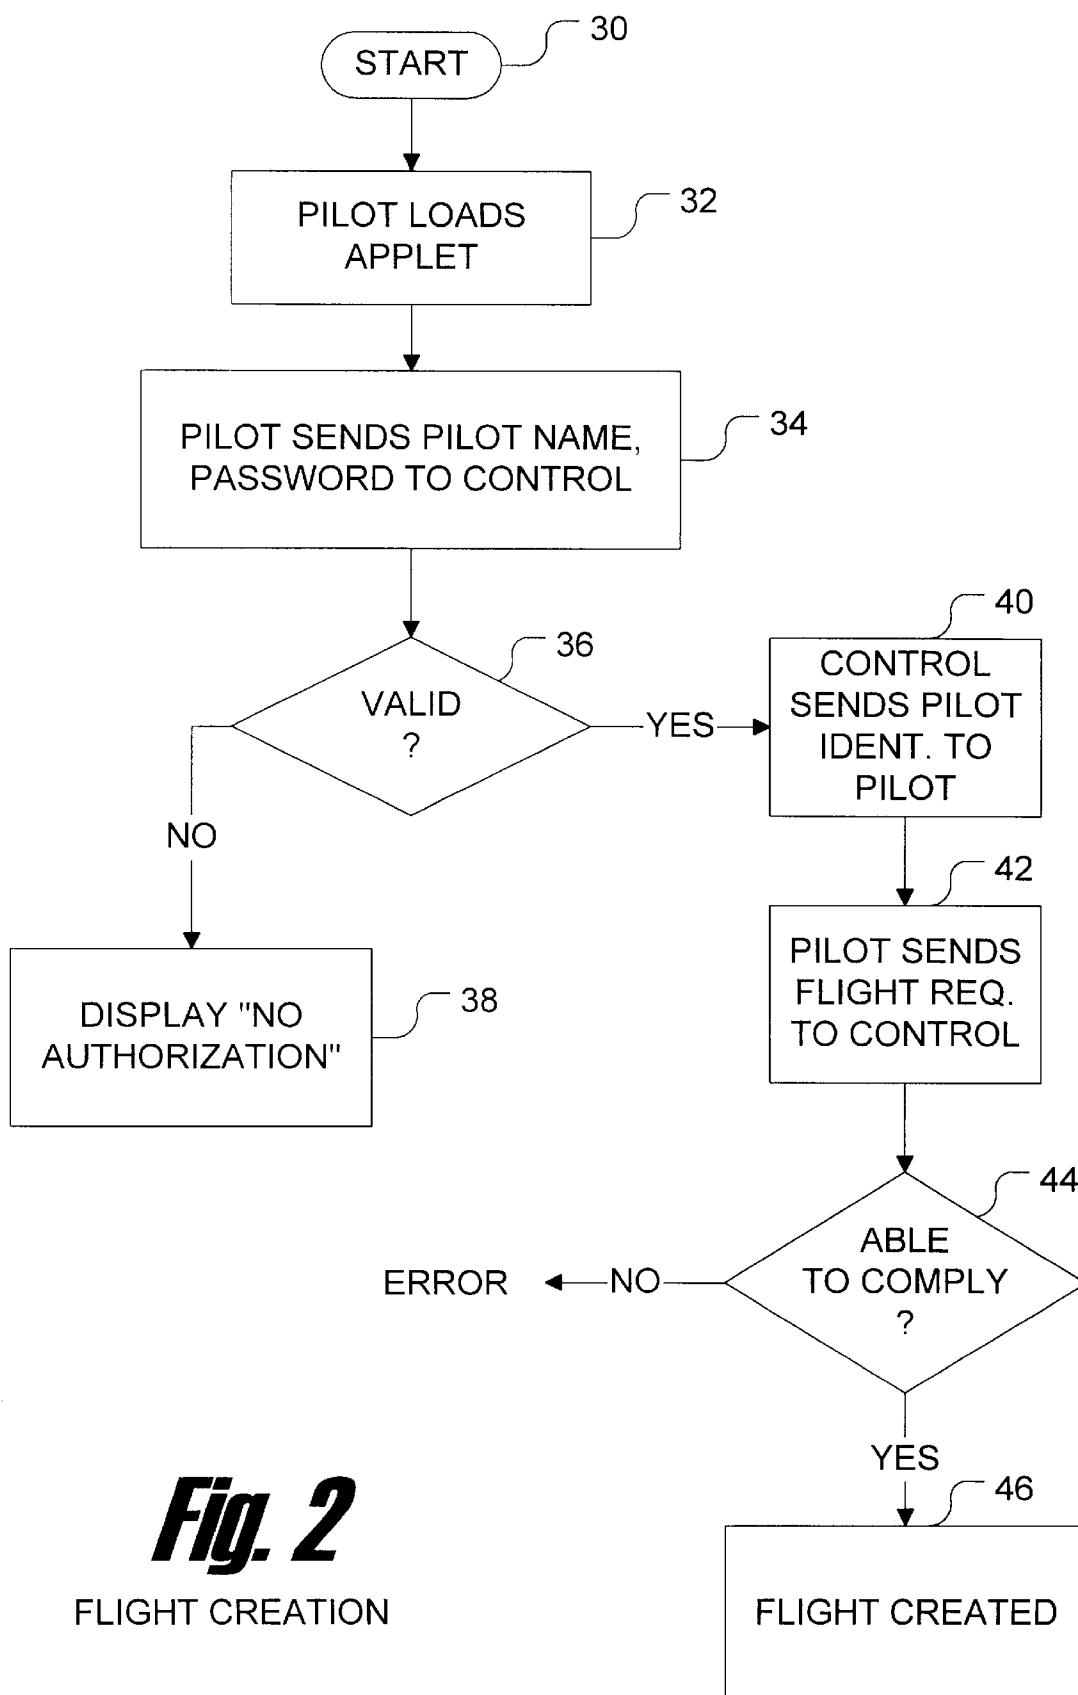 START
30
PILOT LOADS
APPLET
32
PILOT SENDS PILOT NAME,
PASSWORD TO CONTROL
34
VALID
?
36
YES
NO
40
CONTROL
SENDS PILOT
IDENT. TO
PILOT
DISPLAY "NO
AUTHORIZATION"
38
42
PILOT SENDS
FLIGHT REQ.
TO CONTROL
44
ABLE
TO COMPLY
?
NO
ERROR
YES
46
FLIGHT CREATED
Fig. 2
FLIGHT CREATION